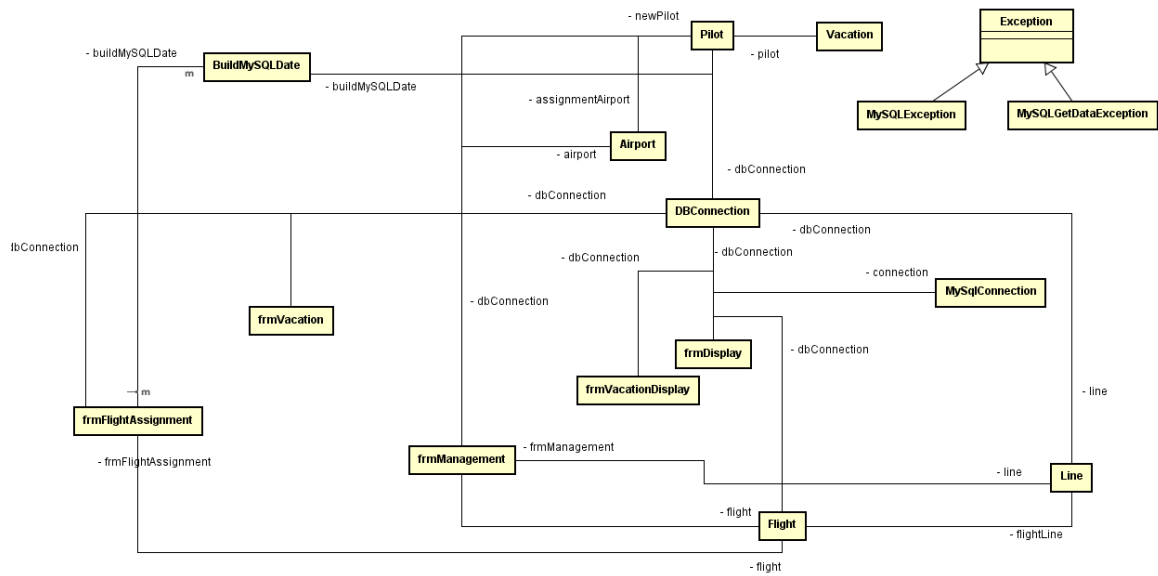 - newPilot
Exception
Pilot
Vacation
- pilot
- buildMySQLDate
BuildMySQLDate
m
- buildMySQLDate
- assignmentAirport
MySQLException
MySQLGetDataException
Airport
- airport
- dbConnection
- dbConnection
DBConnection
- dbConnection
dbConnection
- dbConnection
- dbConnection
- connection
MySqlConnection
- dbConnection
frmVacation
frmDisplay
- dbConnection
frmVacationDisplay
m
- line
frmFlightAssignment
- frmManagement
frmManagement
- frmFlightAssignment
- line
Line
- flight
Flight
- flightLine
- flight